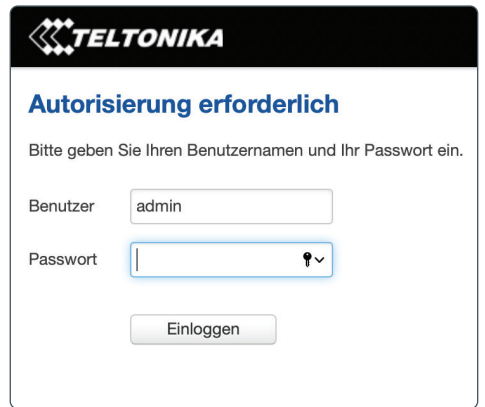 TELTONIKA
Autorisierung erforderlich
Bitte geben Sie Ihren Benutzernamen und Ihr Passwort ein.
Benutzer admin
Passwort
Einloggen